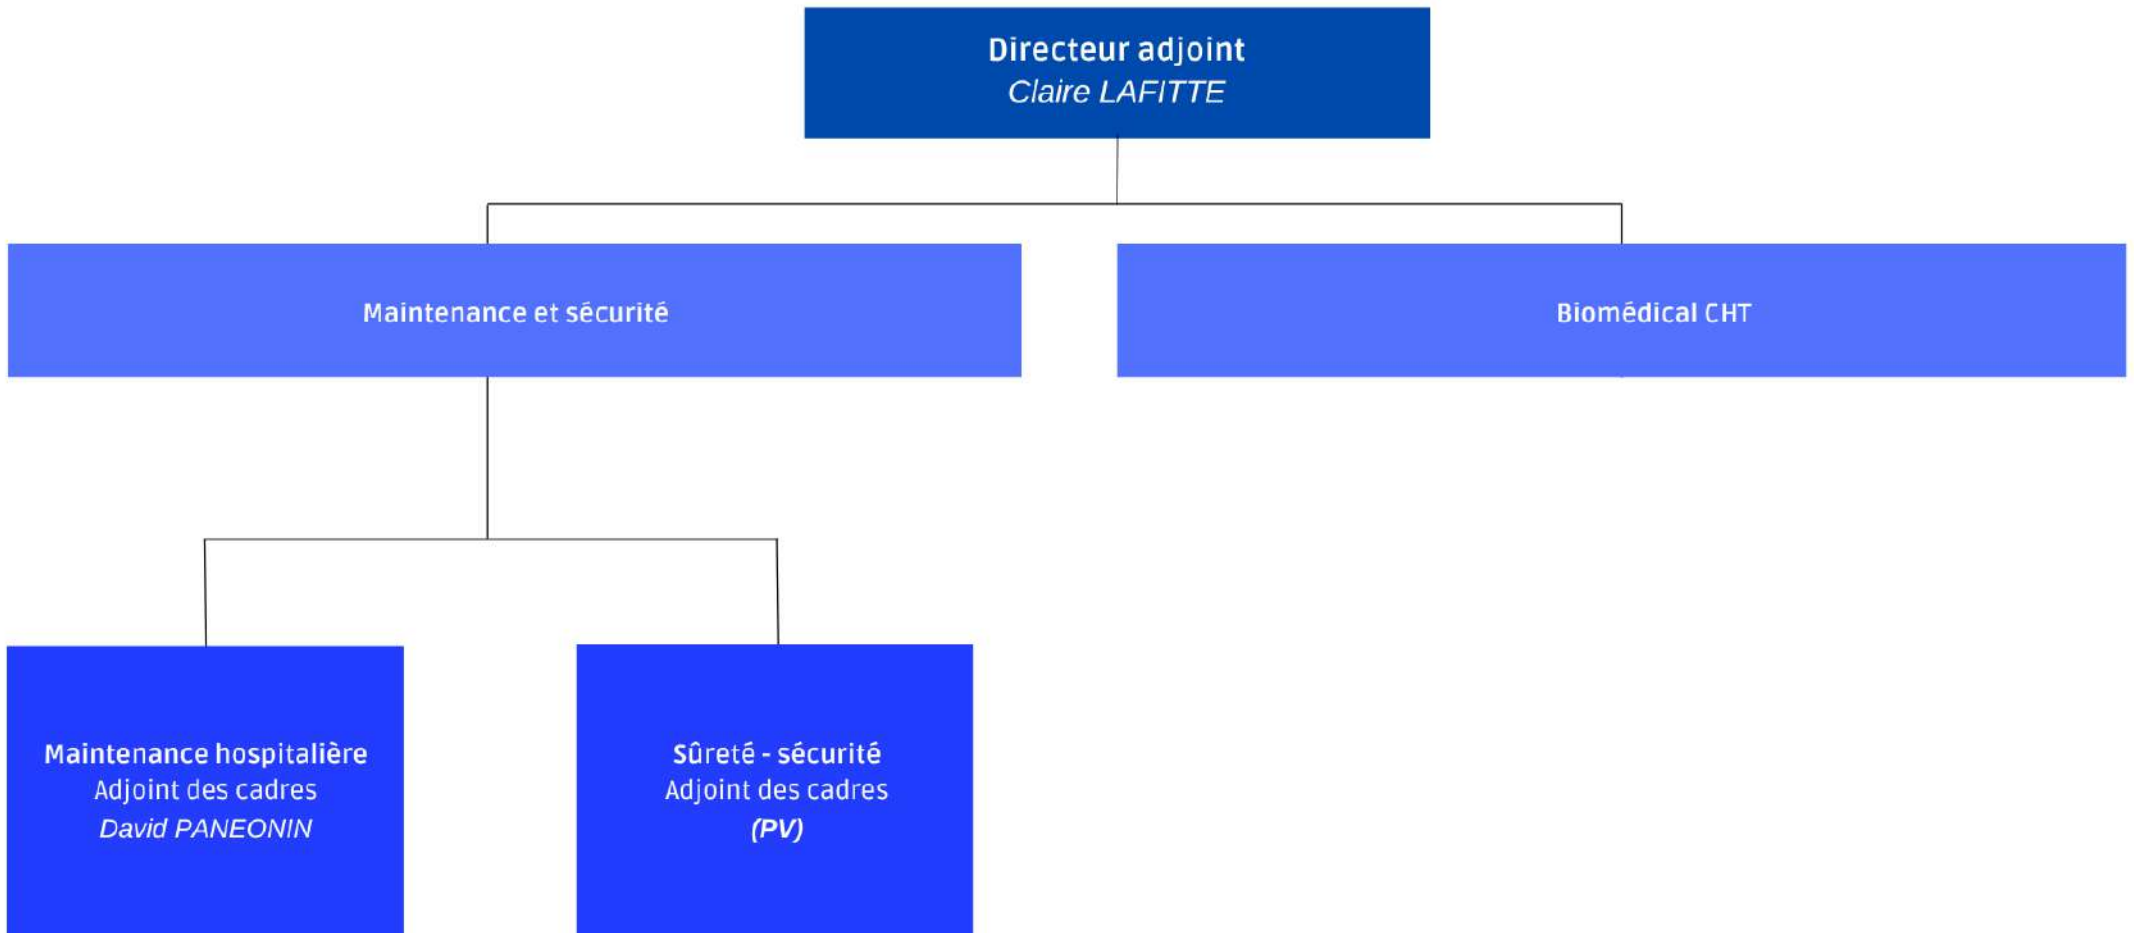 Directeur adjoint
Claire LAFITTE
Maintenance et sécurité
Biomédical CHT
Maintenance hospitalière
Adjoint des cadres
David PANEONIN
Sûreté - sécurité
Adjoint des cadres
(PV)